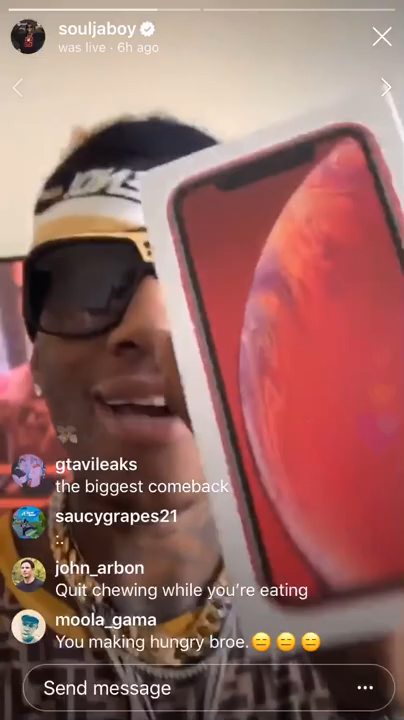 souljaboy
was live · 6h ago
gtavileaks
the biggest comeback
saucygrapes21
:.
john_arbon
Quit chewing while you're eating
moola_gama
You making hungry broe.😑😑😑
Send message